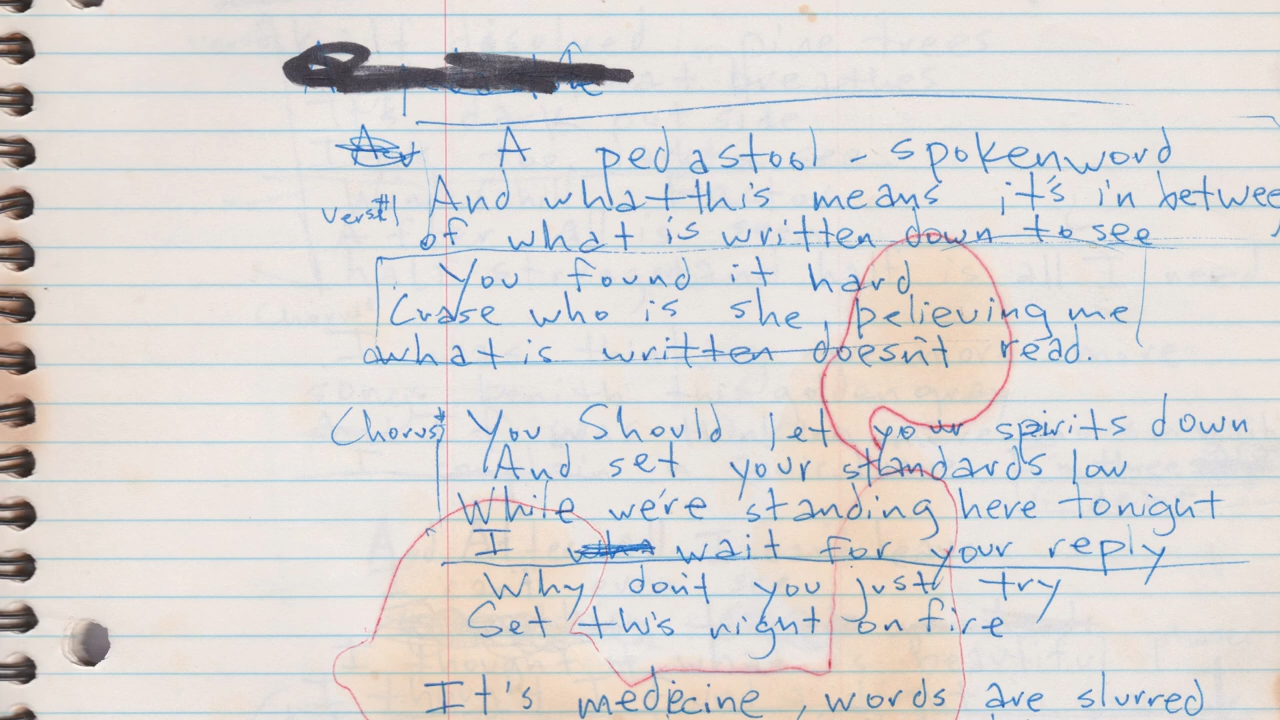 A pedastool - spokenword
verse#1 And what this means it's in betwee
of what is written down to see
You found it hard
Cuase who is she, believing me
what is written doesn't read.
Chorus You Should let your spirits down
And set your standards low
While we're standing here tonight
I wait for your reply
Why don't you just try
Set this night on fire
It's medicine, words are slurred